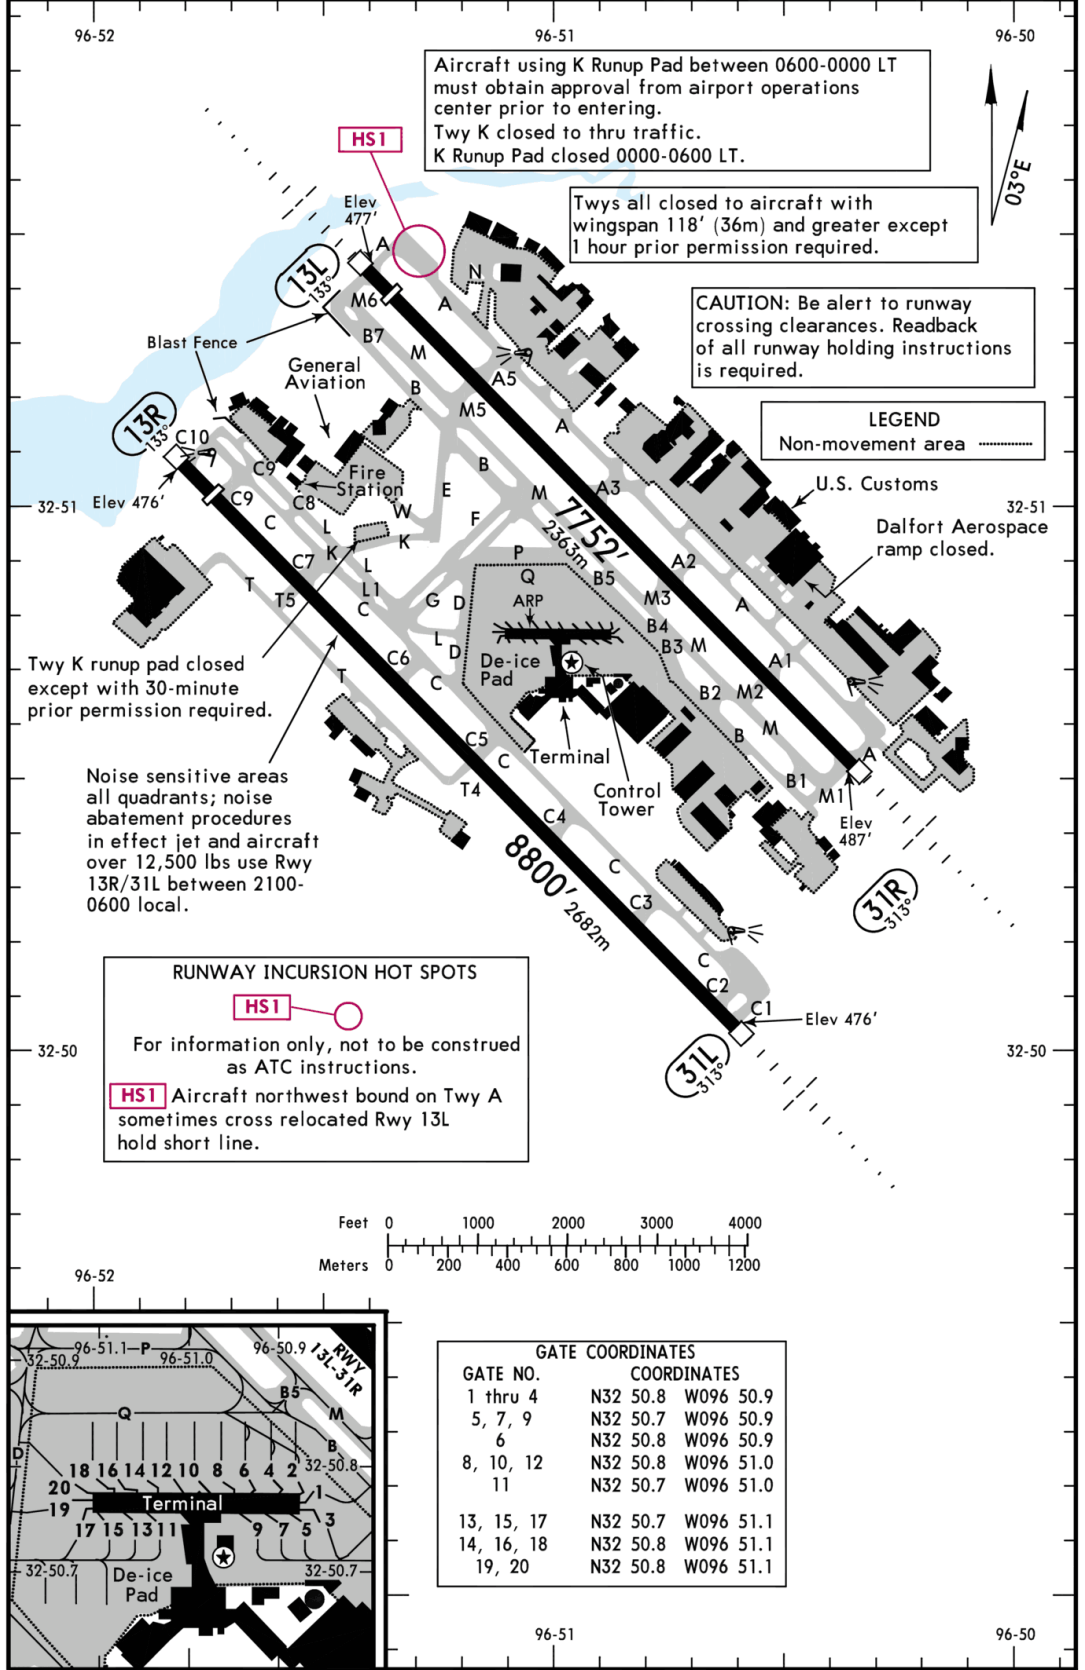 96-52
96-51
96-50
Aircraft using K Runup Pad between 0600-0000 LT
must obtain approval from airport operations
center prior to entering.
Twy K closed to thru traffic.
K Runup Pad closed 0000-0600 LT.
HS1
03°E
Twys all closed to aircraft with
wingspan 118' (36m) and greater except
1 hour prior permission required.
Elev
477'
A
13L
133°
N
M6
A
CAUTION: Be alert to runway
crossing clearances. Readback
of all runway holding instructions
is required.
B7
Blast Fence
M
General
Aviation
A5
B
M5
13R
133°
C10
A
LEGEND
Non-movement area
C9
Fire
Station
B
U.S. Customs
E
M
A3
Elev 476'
C9
C8
32-51
32-51
W
7752'
2363m
C
L
F
Dalfort Aerospace
ramp closed.
K
K
P
C7
L
A2
T
Q
B5
L1
T5
C
G
D
ARP
M3
A
B4
L
D
De-ice
Pad
B3
M
C6
A1
Twy K runup pad closed
except with 30-minute
prior permission required.
T
C
B2
M2
C5
B
M
Terminal
C
A
Noise sensitive areas
all quadrants; noise
abatement procedures
in effect jet and aircraft
over 12,500 lbs use Rwy
13R/31L between 2100-
0600 local.
T4
Control
Tower
B1
M1
C4
Elev
487'
8800'
2682m
C
C3
31R
313°
C
C2
C1
Elev 476'
RUNWAY INCURSION HOT SPOTS
HS1
For information only, not to be construed
as ATC instructions.
HS1 Aircraft northwest bound on Twy A
sometimes cross relocated Rwy 13L
hold short line.
32-50
32-50
31L
313°
Feet 0 1000 2000 3000 4000
Meters 0 200 400 600 800 1000 1200
96-52
96-51.1
P
96-51.0
96-50.9
RWY
13L-31R
32-50.9
B5
Q
M
D
B
32-50.8
18 16 14 12 10 8 6 4 2
20
1
Terminal
19
3
17 15 13 11 9 7 5
32-50.7
De-ice
Pad
32-50.7
GATE COORDINATES
GATE NO. COORDINATES
1 thru 4 N32 50.8 W096 50.9
5, 7, 9 N32 50.7 W096 50.9
6 N32 50.8 W096 50.9
8, 10, 12 N32 50.8 W096 51.0
11 N32 50.7 W096 51.0
13, 15, 17 N32 50.7 W096 51.1
14, 16, 18 N32 50.8 W096 51.1
19, 20 N32 50.8 W096 51.1
96-51
96-50